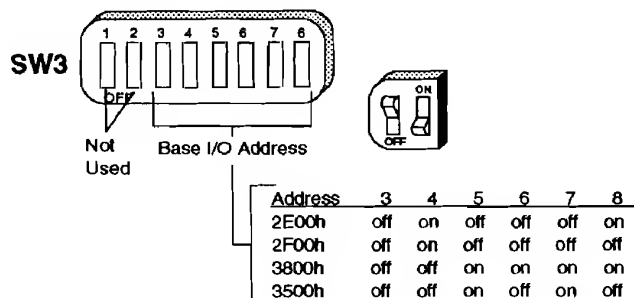 SW3
1 2 3 4 5 6 7 6
OFF
ON
OFF
Not
Used
Base I/O Address
Address 3 4 5 6 7 8
2E00h off on off off off on
2F00h off on off off off off
3800h off off on on on on
3500h off off on off on off